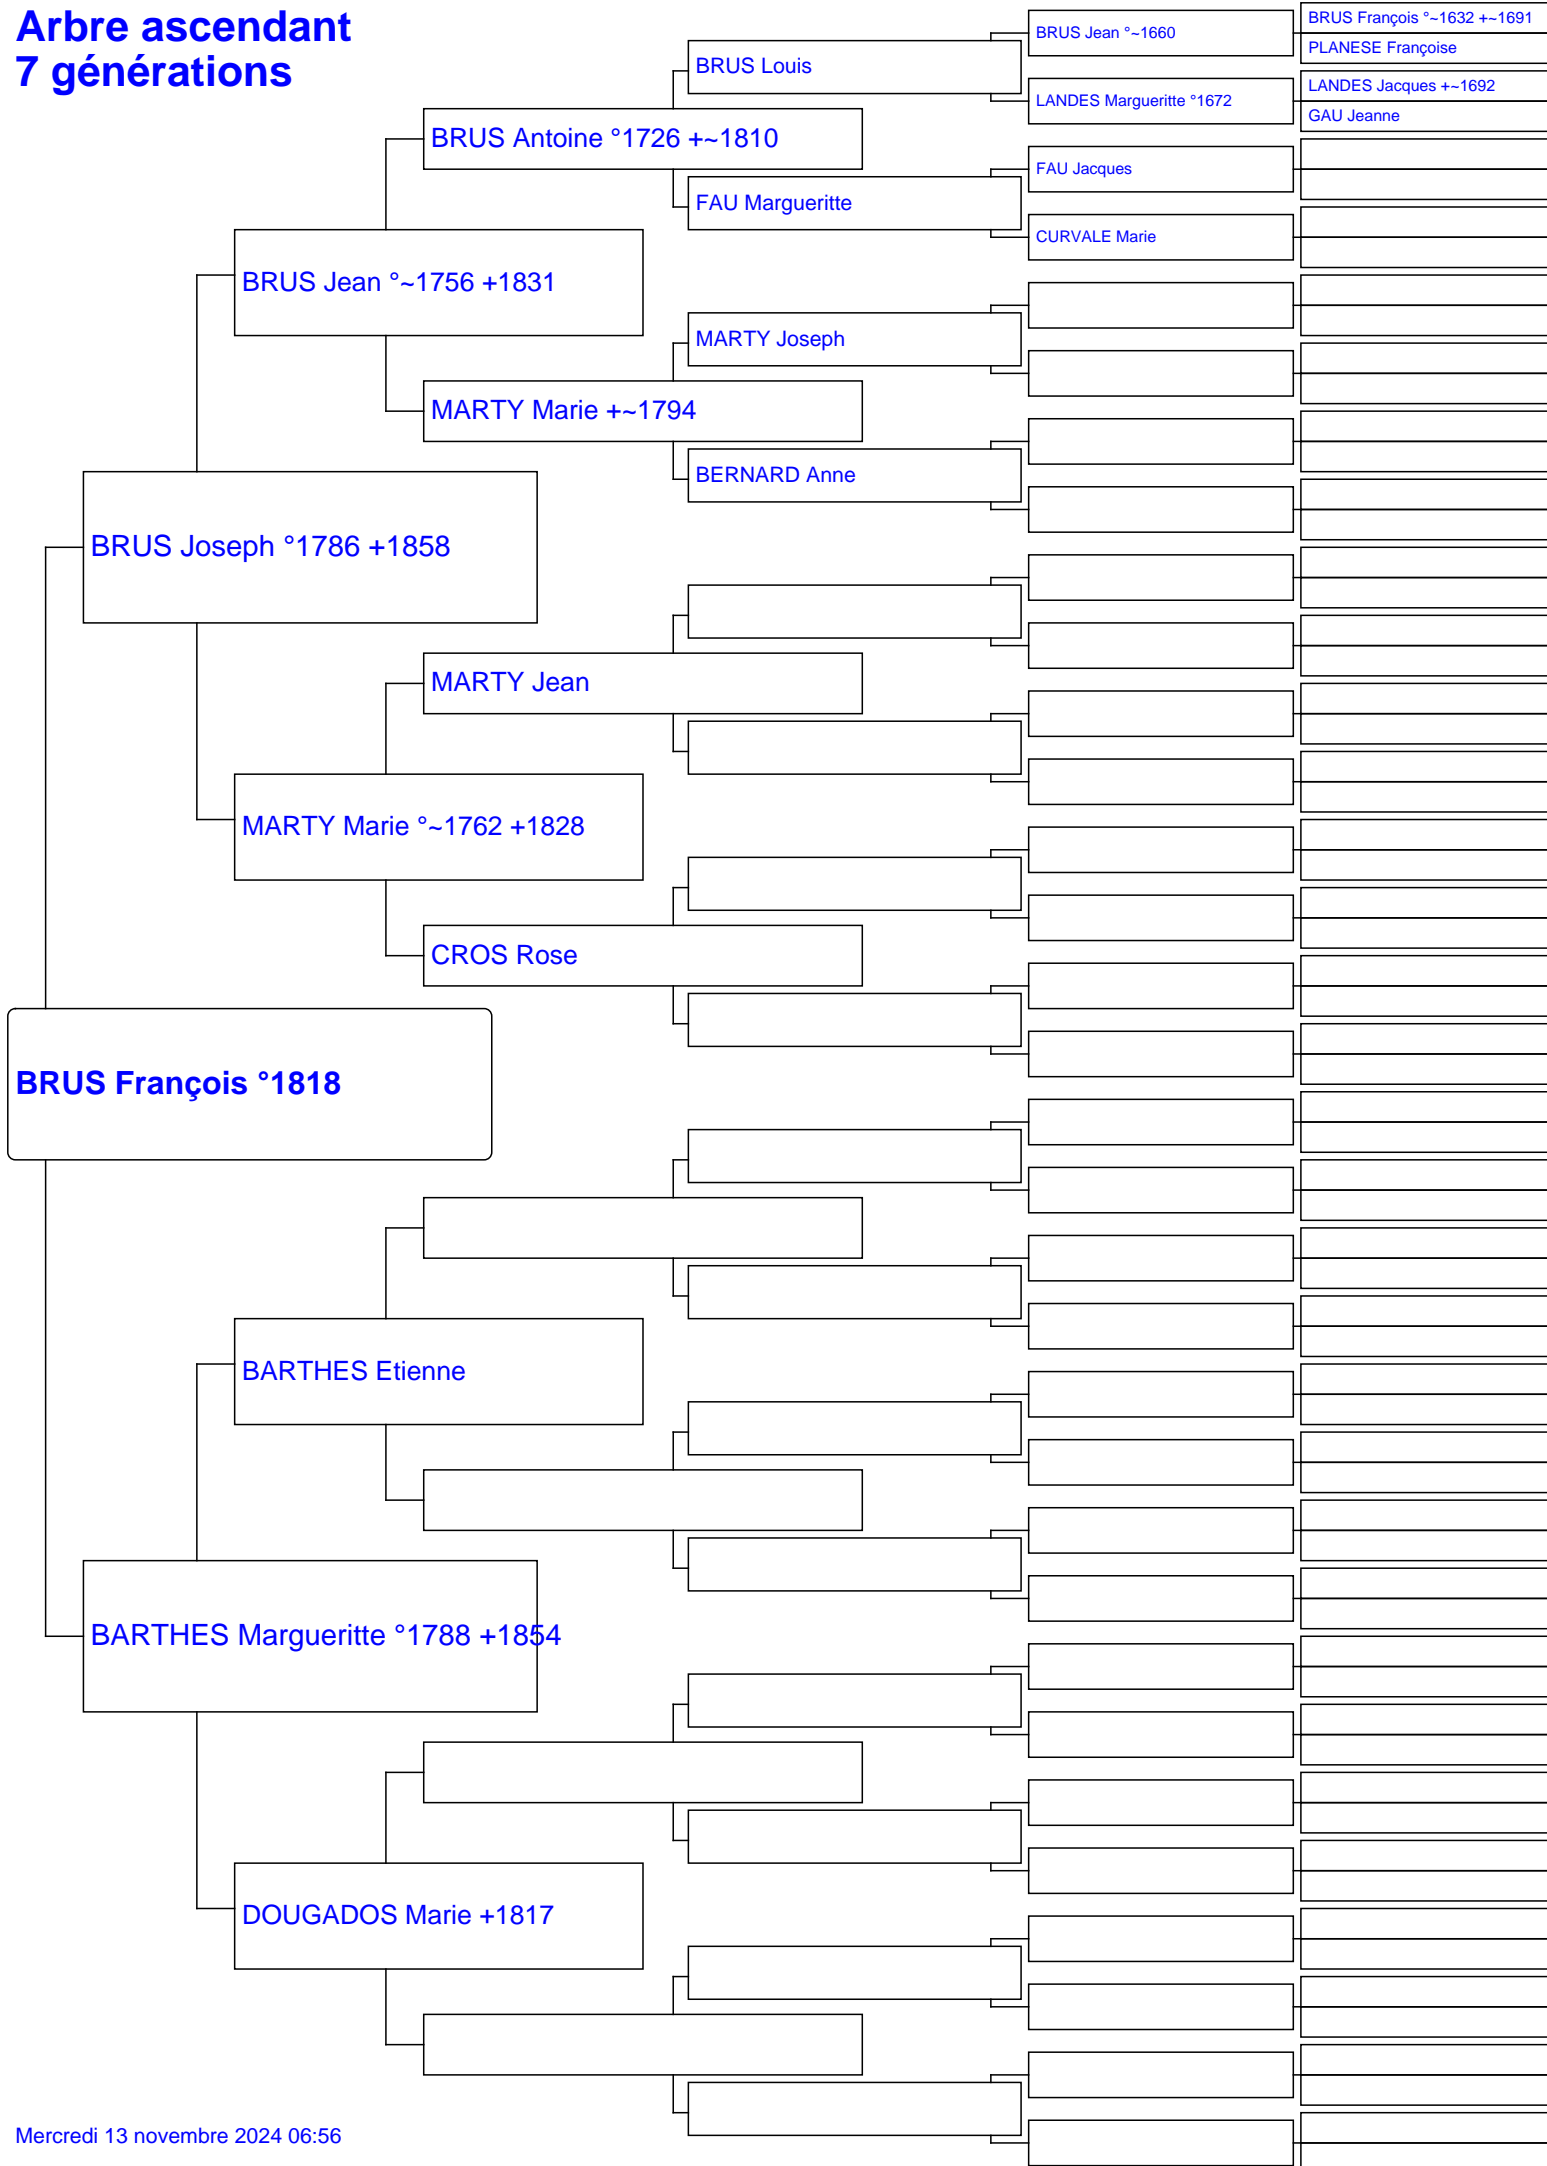 Arbre ascendant
7 générations
BRUS François °~1632 +~1691
BRUS Jean °~1660
PLANESE Françoise
BRUS Louis
LANDES Jacques +~1692
LANDES Margueritte °1672
GAU Jeanne
BRUS Antoine °1726 +~1810
FAU Jacques
FAU Margueritte
CURVALE Marie
BRUS Jean °~1756 +1831
MARTY Joseph
MARTY Marie +~1794
BERNARD Anne
BRUS Joseph °1786 +1858
MARTY Jean
MARTY Marie °~1762 +1828
CROS Rose
BRUS François °1818
BARTHES Etienne
BARTHES Margueritte °1788 +1854
DOUGADOS Marie +1817
Mercredi 13 novembre 2024 06:56